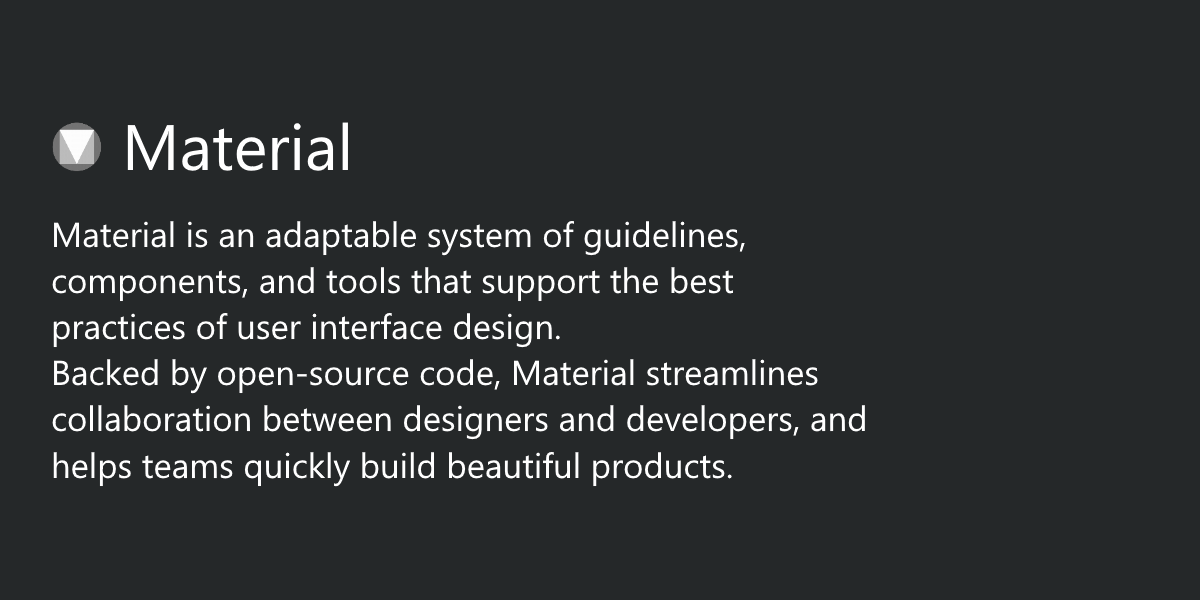 Material
Material is an adaptable system of guidelines,
components, and tools that support the best
practices of user interface design.
Backed by open-source code, Material streamlines
collaboration between designers and developers, and
helps teams quickly build beautiful products.